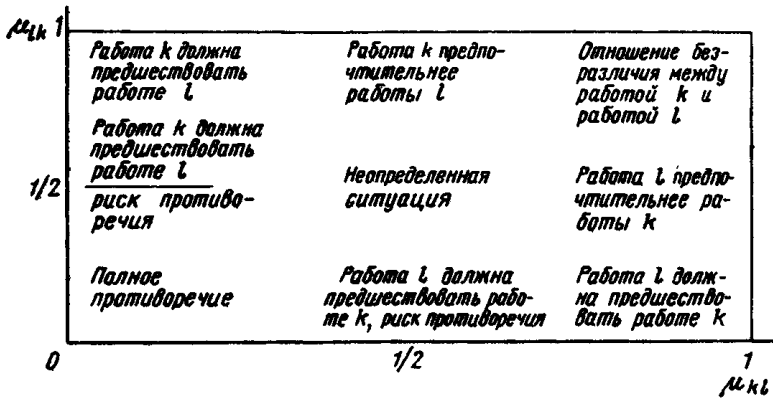 μlk 1
Работа k должна
предшествовать
работе l
Работа k предпо-
чтительнее
работы l
Отношение без-
различия между
работой k и
работой l
1/2
Работа k должна
предшествовать
работе l
риск противо-
речия
Неопределенная
ситуация
Работа l предпо-
чтительнее ра-
боты k
Полное
противоречие
Работа l должна
предшествовать рабо-
те k, риск противоречия
Работа l долж-
на предшество-
вать работе k
0
1/2
1
μkl